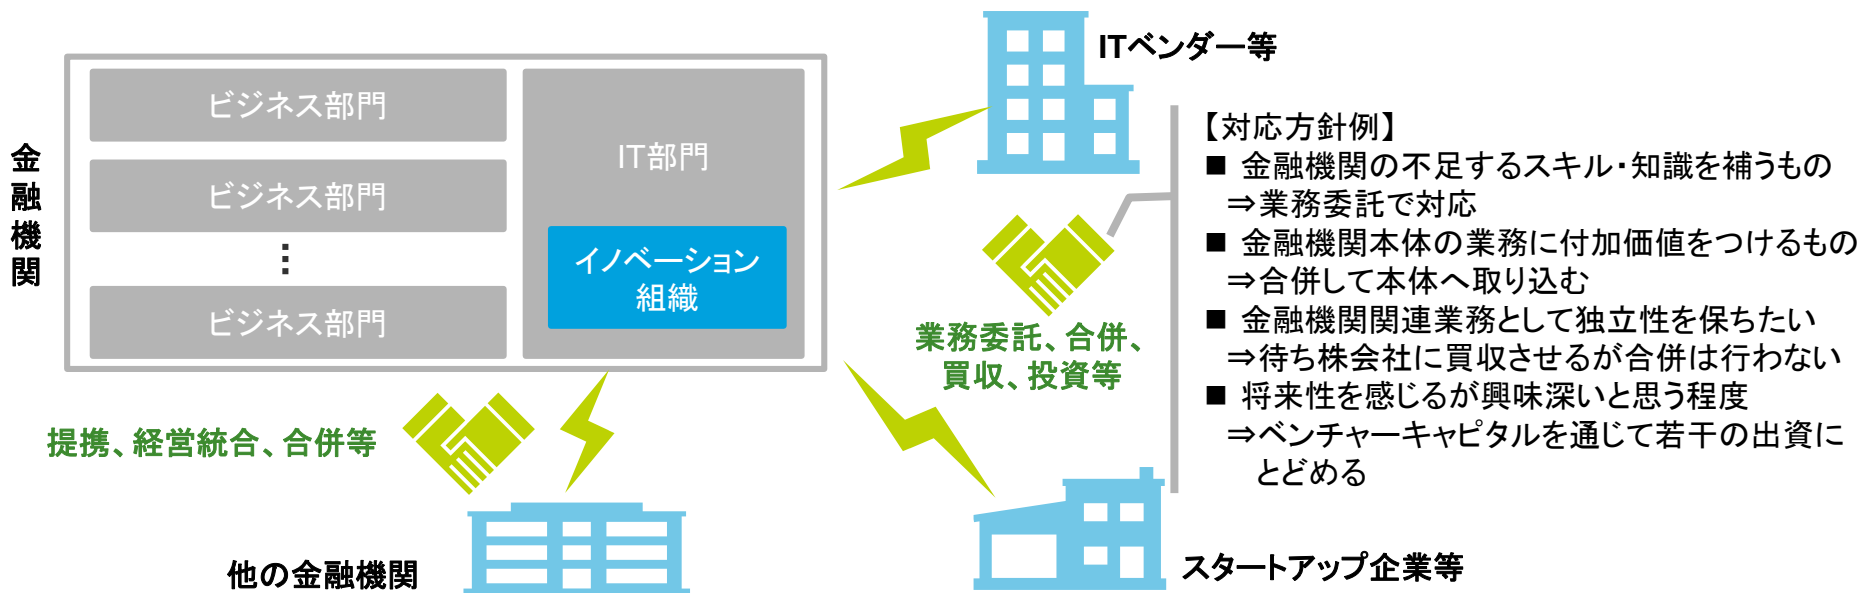 金融機関
ビジネス部門
ビジネス部門
⋮
ビジネス部門
IT部門
イノベーション
組織
ITベンダー等
【対応方針例】
■ 金融機関の不足するスキル・知識を補うもの
⇒業務委託で対応
■ 金融機関本体の業務に付加価値をつけるもの
⇒合併して本体へ取り込む
■ 金融機関関連業務として独立性を保ちたい
⇒待ち株会社に買収させるが合併は行わない
■ 将来性を感じるが興味深いと思う程度
⇒ベンチャーキャピタルを通じて若干の出資に
とどめる
業務委託、合併、
買収、投資等
提携、経営統合、合併等
他の金融機関
スタートアップ企業等